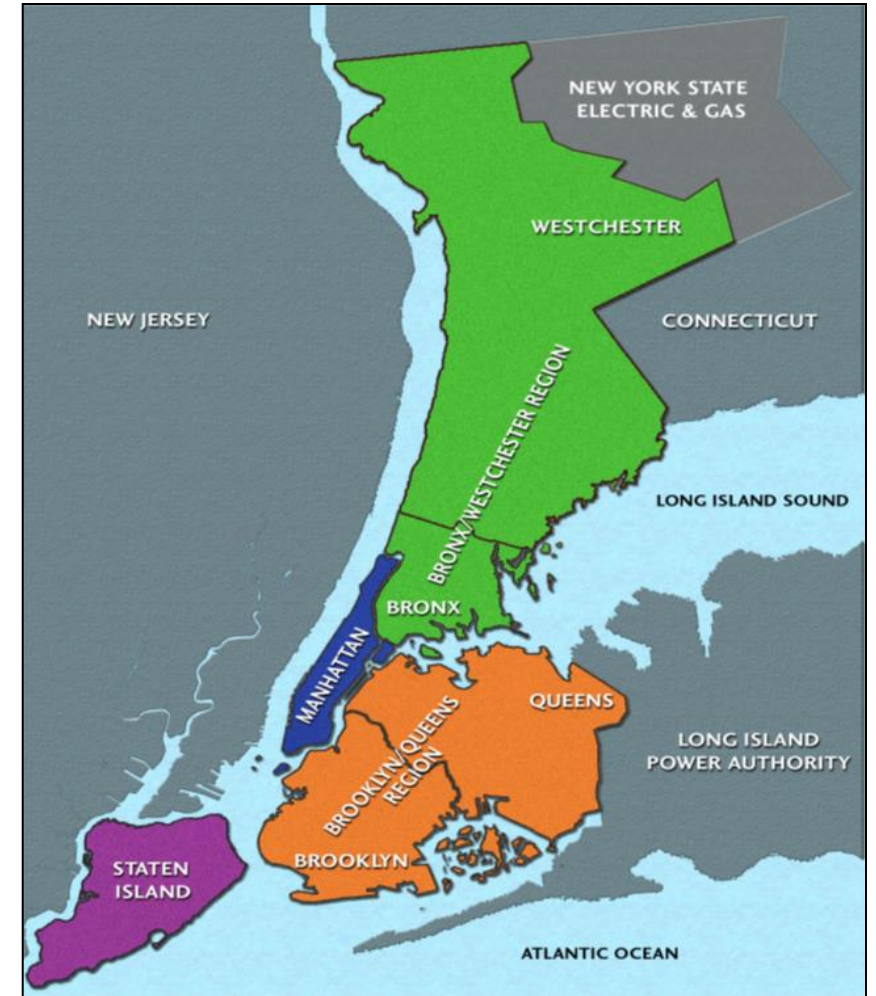 NEW YORK STATE
ELECTRIC & GAS
WESTCHESTER
NEW JERSEY
CONNECTICUT
BRONX/WESTCHESTER REGION
LONG ISLAND SOUND
BRONX
MANHATTAN
QUEENS
BROOKLYN/QUEENS
REGION
LONG ISLAND
POWER AUTHORITY
BROOKLYN
STATEN
ISLAND
ATLANTIC OCEAN